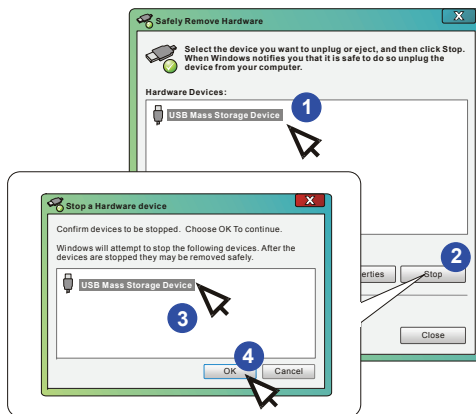 Safely Remove Hardware
X
Select the device you want to unplug or eject, and then click Stop.
When Windows notifies you that it is safe to do so unplug the
device from your computer.
Hardware Devices:
USB Mass Storage Device
1
2
erties
Stop
Close
Stop a Hardware device
X
Confirm devices to be stopped. Choose OK To continue.
Windows will attempt to stop the following devices. After the
devices are stopped they may be removed safely.
USB Mass Storage Device
3
4
OK
Cancel